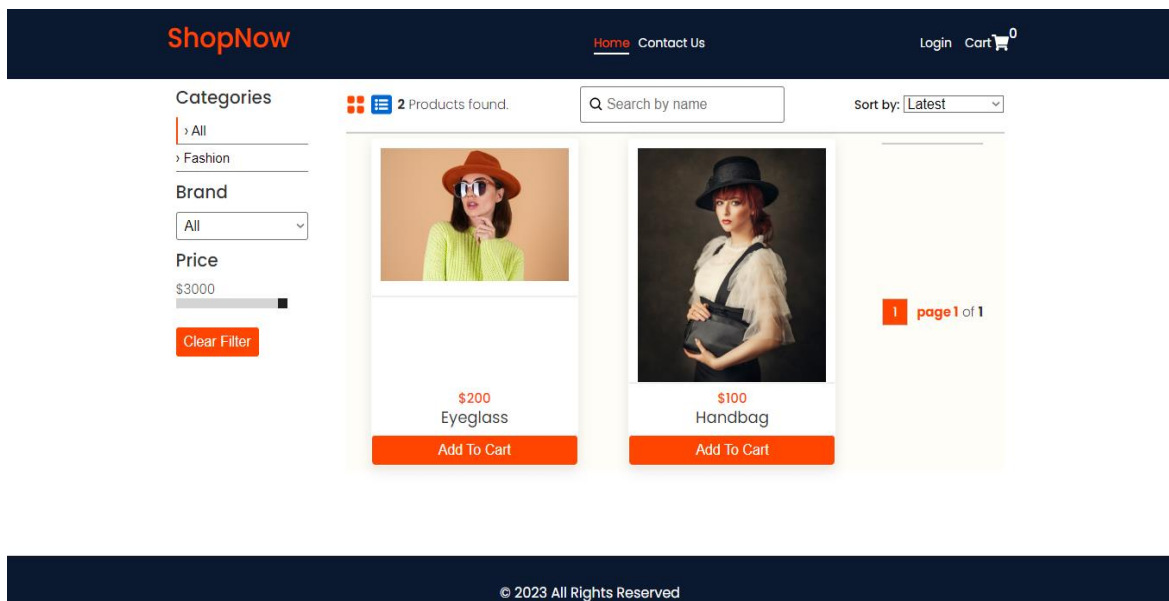 ShopNow
Home Contact Us
Login Cart 0
Categories
› All
› Fashion
Brand
All
Price
$3000
Clear Filter
2 Products found.
Search by name
Sort by: Latest
$200
Eyeglass
Add To Cart
$100
Handbag
Add To Cart
1 page 1 of 1
© 2023 All Rights Reserved